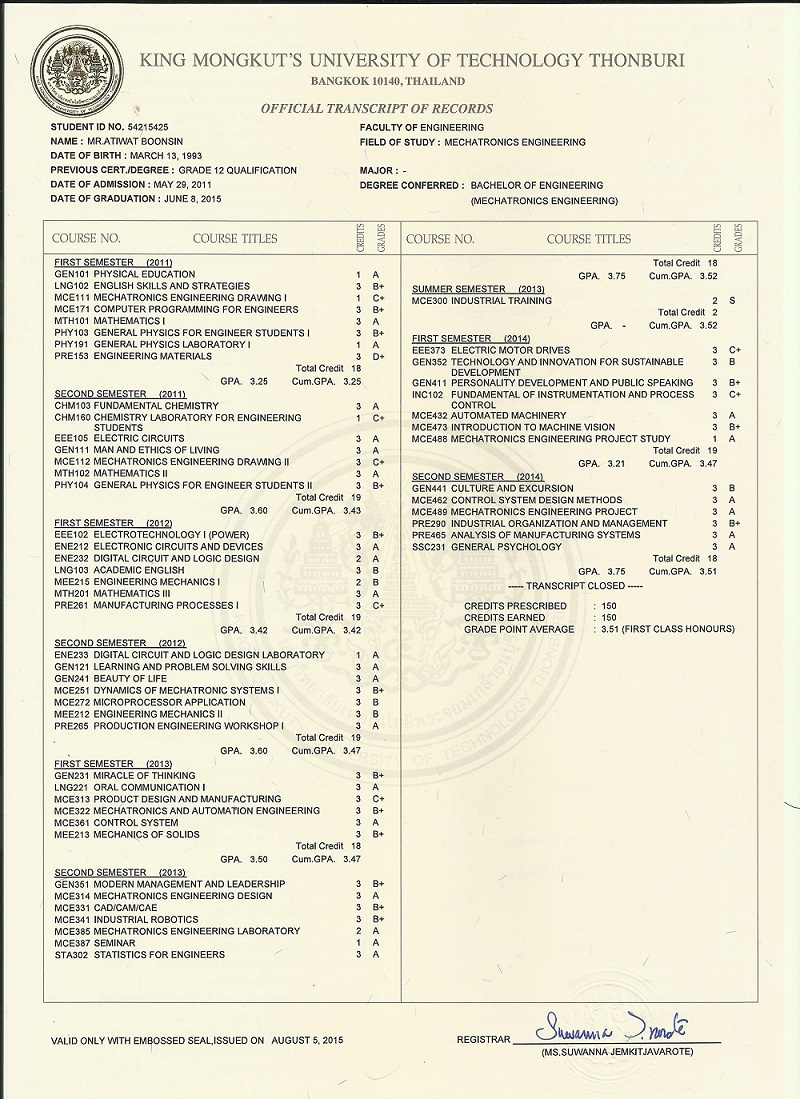 KING MONGKUT'S UNIVERSITY OF TECHNOLOGY THONBURI
BANGKOK 10140, THAILAND
OFFICIAL TRANSCRIPT OF RECORDS
STUDENT ID NO. 54215425
NAME : MR.ATIWAT BOONSIN
DATE OF BIRTH : MARCH 13, 1993
PREVIOUS CERT./DEGREE : GRADE 12 QUALIFICATION
DATE OF ADMISSION : MAY 29, 2011
DATE OF GRADUATION : JUNE 8, 2015
FACULTY OF ENGINEERING
FIELD OF STUDY : MECHATRONICS ENGINEERING
MAJOR : -
DEGREE CONFERRED : BACHELOR OF ENGINEERING
(MECHATRONICS ENGINEERING)
COURSE NO. COURSE TITLES CREDITS GRADES
FIRST SEMESTER (2011)
GEN101 PHYSICAL EDUCATION 1 A
LNG102 ENGLISH SKILLS AND STRATEGIES 3 B+
MCE111 MECHATRONICS ENGINEERING DRAWING I 1 C+
MCE171 COMPUTER PROGRAMMING FOR ENGINEERS 3 B+
MTH101 MATHEMATICS I 3 A
PHY103 GENERAL PHYSICS FOR ENGINEER STUDENTS I 3 B+
PHY191 GENERAL PHYSICS LABORATORY I 1 A
PRE153 ENGINEERING MATERIALS 3 D+
Total Credit 18
GPA. 3.25 Cum.GPA. 3.25
SECOND SEMESTER (2011)
CHM103 FUNDAMENTAL CHEMISTRY 3 A
CHM160 CHEMISTRY LABORATORY FOR ENGINEERING 1 C+
STUDENTS
EEE105 ELECTRIC CIRCUITS 3 A
GEN111 MAN AND ETHICS OF LIVING 3 A
MCE112 MECHATRONICS ENGINEERING DRAWING II 3 C+
MTH102 MATHEMATICS II 3 A
PHY104 GENERAL PHYSICS FOR ENGINEER STUDENTS II 3 B+
Total Credit 19
GPA. 3.60 Cum.GPA. 3.43
FIRST SEMESTER (2012)
EEE102 ELECTROTECHNOLOGY I (POWER) 3 B+
ENE212 ELECTRONIC CIRCUITS AND DEVICES 3 A
ENE232 DIGITAL CIRCUIT AND LOGIC DESIGN 2 A
LNG103 ACADEMIC ENGLISH 3 B
MEE215 ENGINEERING MECHANICS I 2 B
MTH201 MATHEMATICS III 3 A
PRE261 MANUFACTURING PROCESSES I 3 C+
Total Credit 19
GPA. 3.42 Cum.GPA. 3.42
SECOND SEMESTER (2012)
ENE233 DIGITAL CIRCUIT AND LOGIC DESIGN LABORATORY 1 A
GEN121 LEARNING AND PROBLEM SOLVING SKILLS 3 A
GEN241 BEAUTY OF LIFE 3 A
MCE251 DYNAMICS OF MECHATRONIC SYSTEMS I 3 B+
MCE272 MICROPROCESSOR APPLICATION 3 B
MEE212 ENGINEERING MECHANICS II 3 B
PRE265 PRODUCTION ENGINEERING WORKSHOP I 3 A
Total Credit 19
GPA. 3.60 Cum.GPA. 3.47
FIRST SEMESTER (2013)
GEN231 MIRACLE OF THINKING 3 B+
LNG221 ORAL COMMUNICATION I 3 A
MCE313 PRODUCT DESIGN AND MANUFACTURING 3 C+
MCE322 MECHATRONICS AND AUTOMATION ENGINEERING 3 B+
MCE361 CONTROL SYSTEM 3 A
MEE213 MECHANICS OF SOLIDS 3 B+
Total Credit 18
GPA. 3.50 Cum.GPA. 3.47
SECOND SEMESTER (2013)
GEN351 MODERN MANAGEMENT AND LEADERSHIP 3 B+
MCE314 MECHATRONICS ENGINEERING DESIGN 3 A
MCE331 CAD/CAM/CAE 3 B+
MCE341 INDUSTRIAL ROBOTICS 3 B+
MCE385 MECHATRONICS ENGINEERING LABORATORY 2 A
MCE387 SEMINAR 1 A
STA302 STATISTICS FOR ENGINEERS 3 A
COURSE NO. COURSE TITLES CREDITS GRADES
Total Credit 18
GPA. 3.75 Cum.GPA. 3.52
SUMMER SEMESTER (2013)
MCE300 INDUSTRIAL TRAINING 2 S
Total Credit 2
GPA. - Cum.GPA. 3.52
FIRST SEMESTER (2014)
EEE373 ELECTRIC MOTOR DRIVES 3 C+
GEN352 TECHNOLOGY AND INNOVATION FOR SUSTAINABLE 3 B
DEVELOPMENT
GEN411 PERSONALITY DEVELOPMENT AND PUBLIC SPEAKING 3 B+
INC102 FUNDAMENTAL OF INSTRUMENTATION AND PROCESS 3 C+
CONTROL
MCE432 AUTOMATED MACHINERY 3 A
MCE473 INTRODUCTION TO MACHINE VISION 3 B+
MCE488 MECHATRONICS ENGINEERING PROJECT STUDY 1 A
Total Credit 19
GPA. 3.21 Cum.GPA. 3.47
SECOND SEMESTER (2014)
GEN441 CULTURE AND EXCURSION 3 B
MCE462 CONTROL SYSTEM DESIGN METHODS 3 A
MCE489 MECHATRONICS ENGINEERING PROJECT 3 A
PRE290 INDUSTRIAL ORGANIZATION AND MANAGEMENT 3 B+
PRE465 ANALYSIS OF MANUFACTURING SYSTEMS 3 A
SSC231 GENERAL PSYCHOLOGY 3 A
Total Credit 18
GPA. 3.75 Cum.GPA. 3.51
----- TRANSCRIPT CLOSED -----
CREDITS PRESCRIBED : 150
CREDITS EARNED : 150
GRADE POINT AVERAGE : 3.51 (FIRST CLASS HONOURS)
VALID ONLY WITH EMBOSSED SEAL,ISSUED ON AUGUST 5, 2015
REGISTRAR
(MS.SUWANNA JEMKITJAVAROTE)